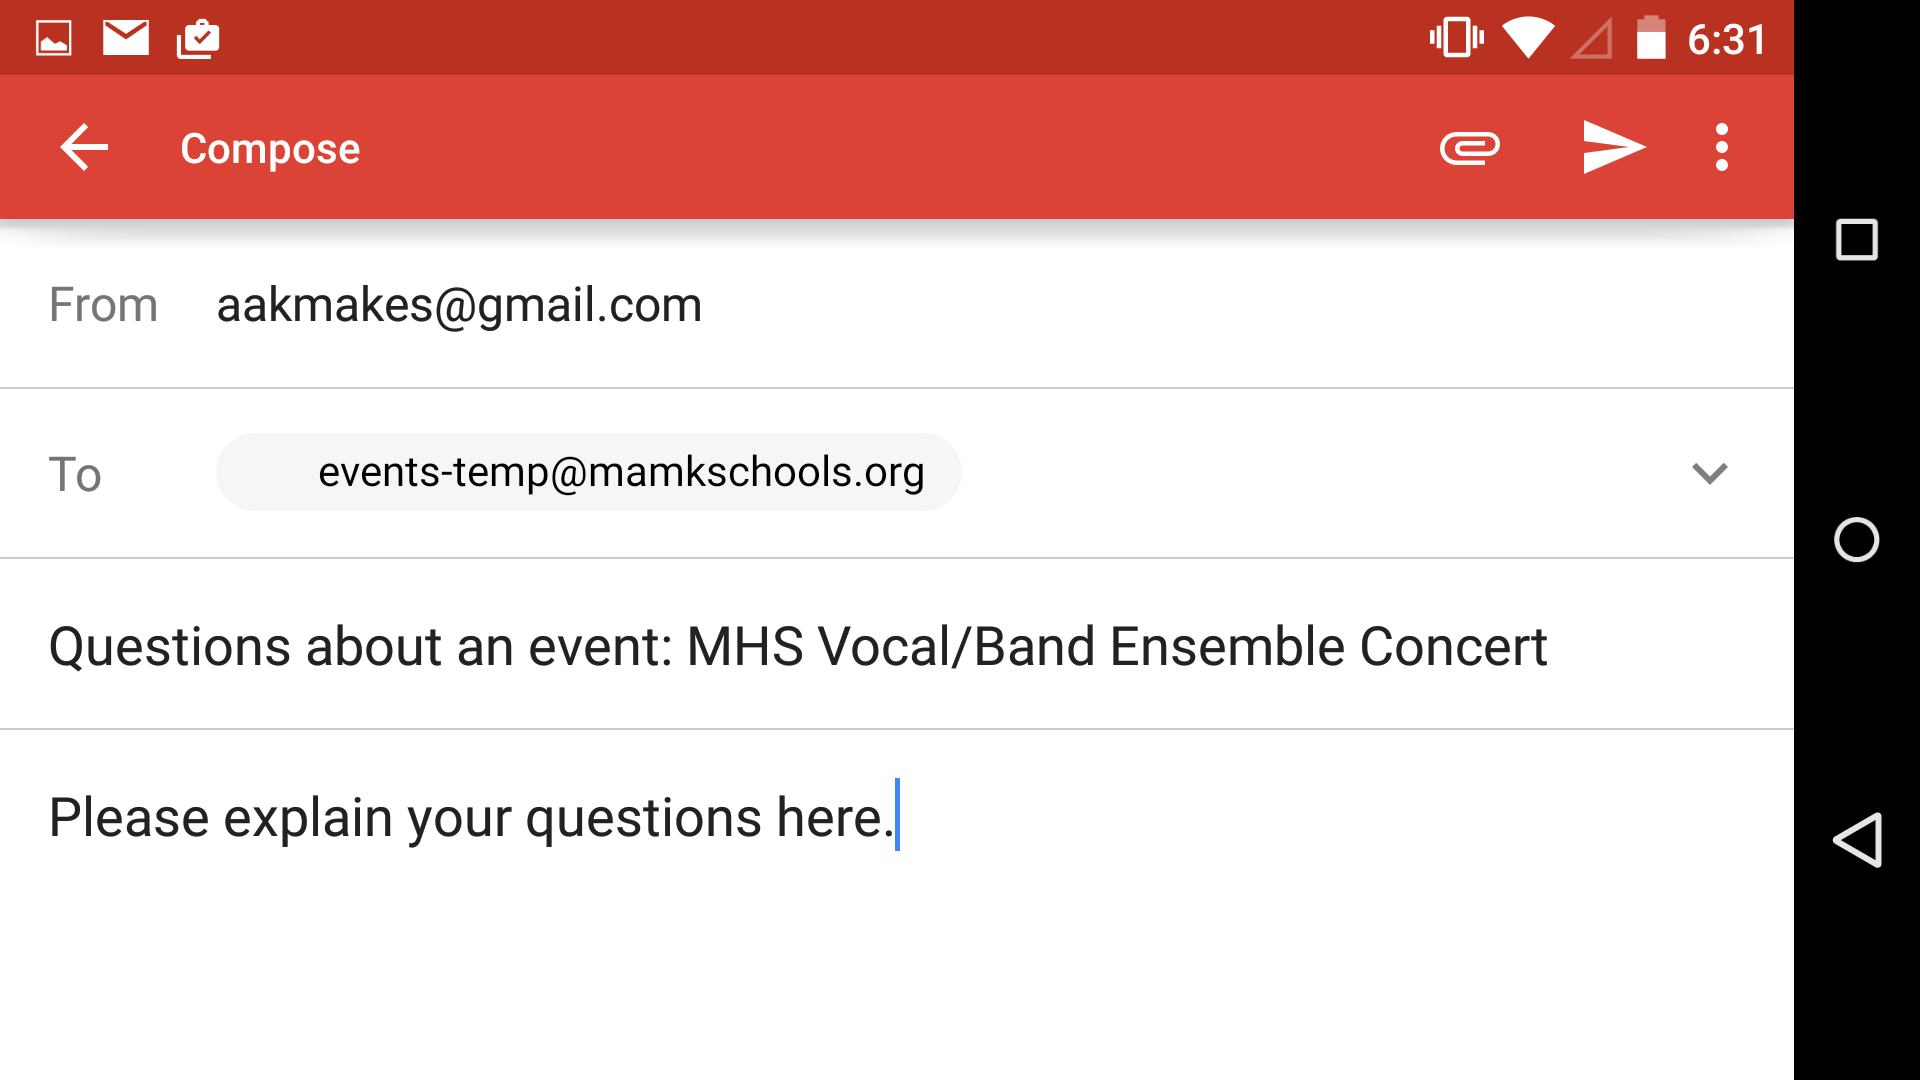 6:31
Compose
From aakmakes@gmail.com
To events-temp@mamkschools.org
Questions about an event: MHS Vocal/Band Ensemble Concert
Please explain your questions here.